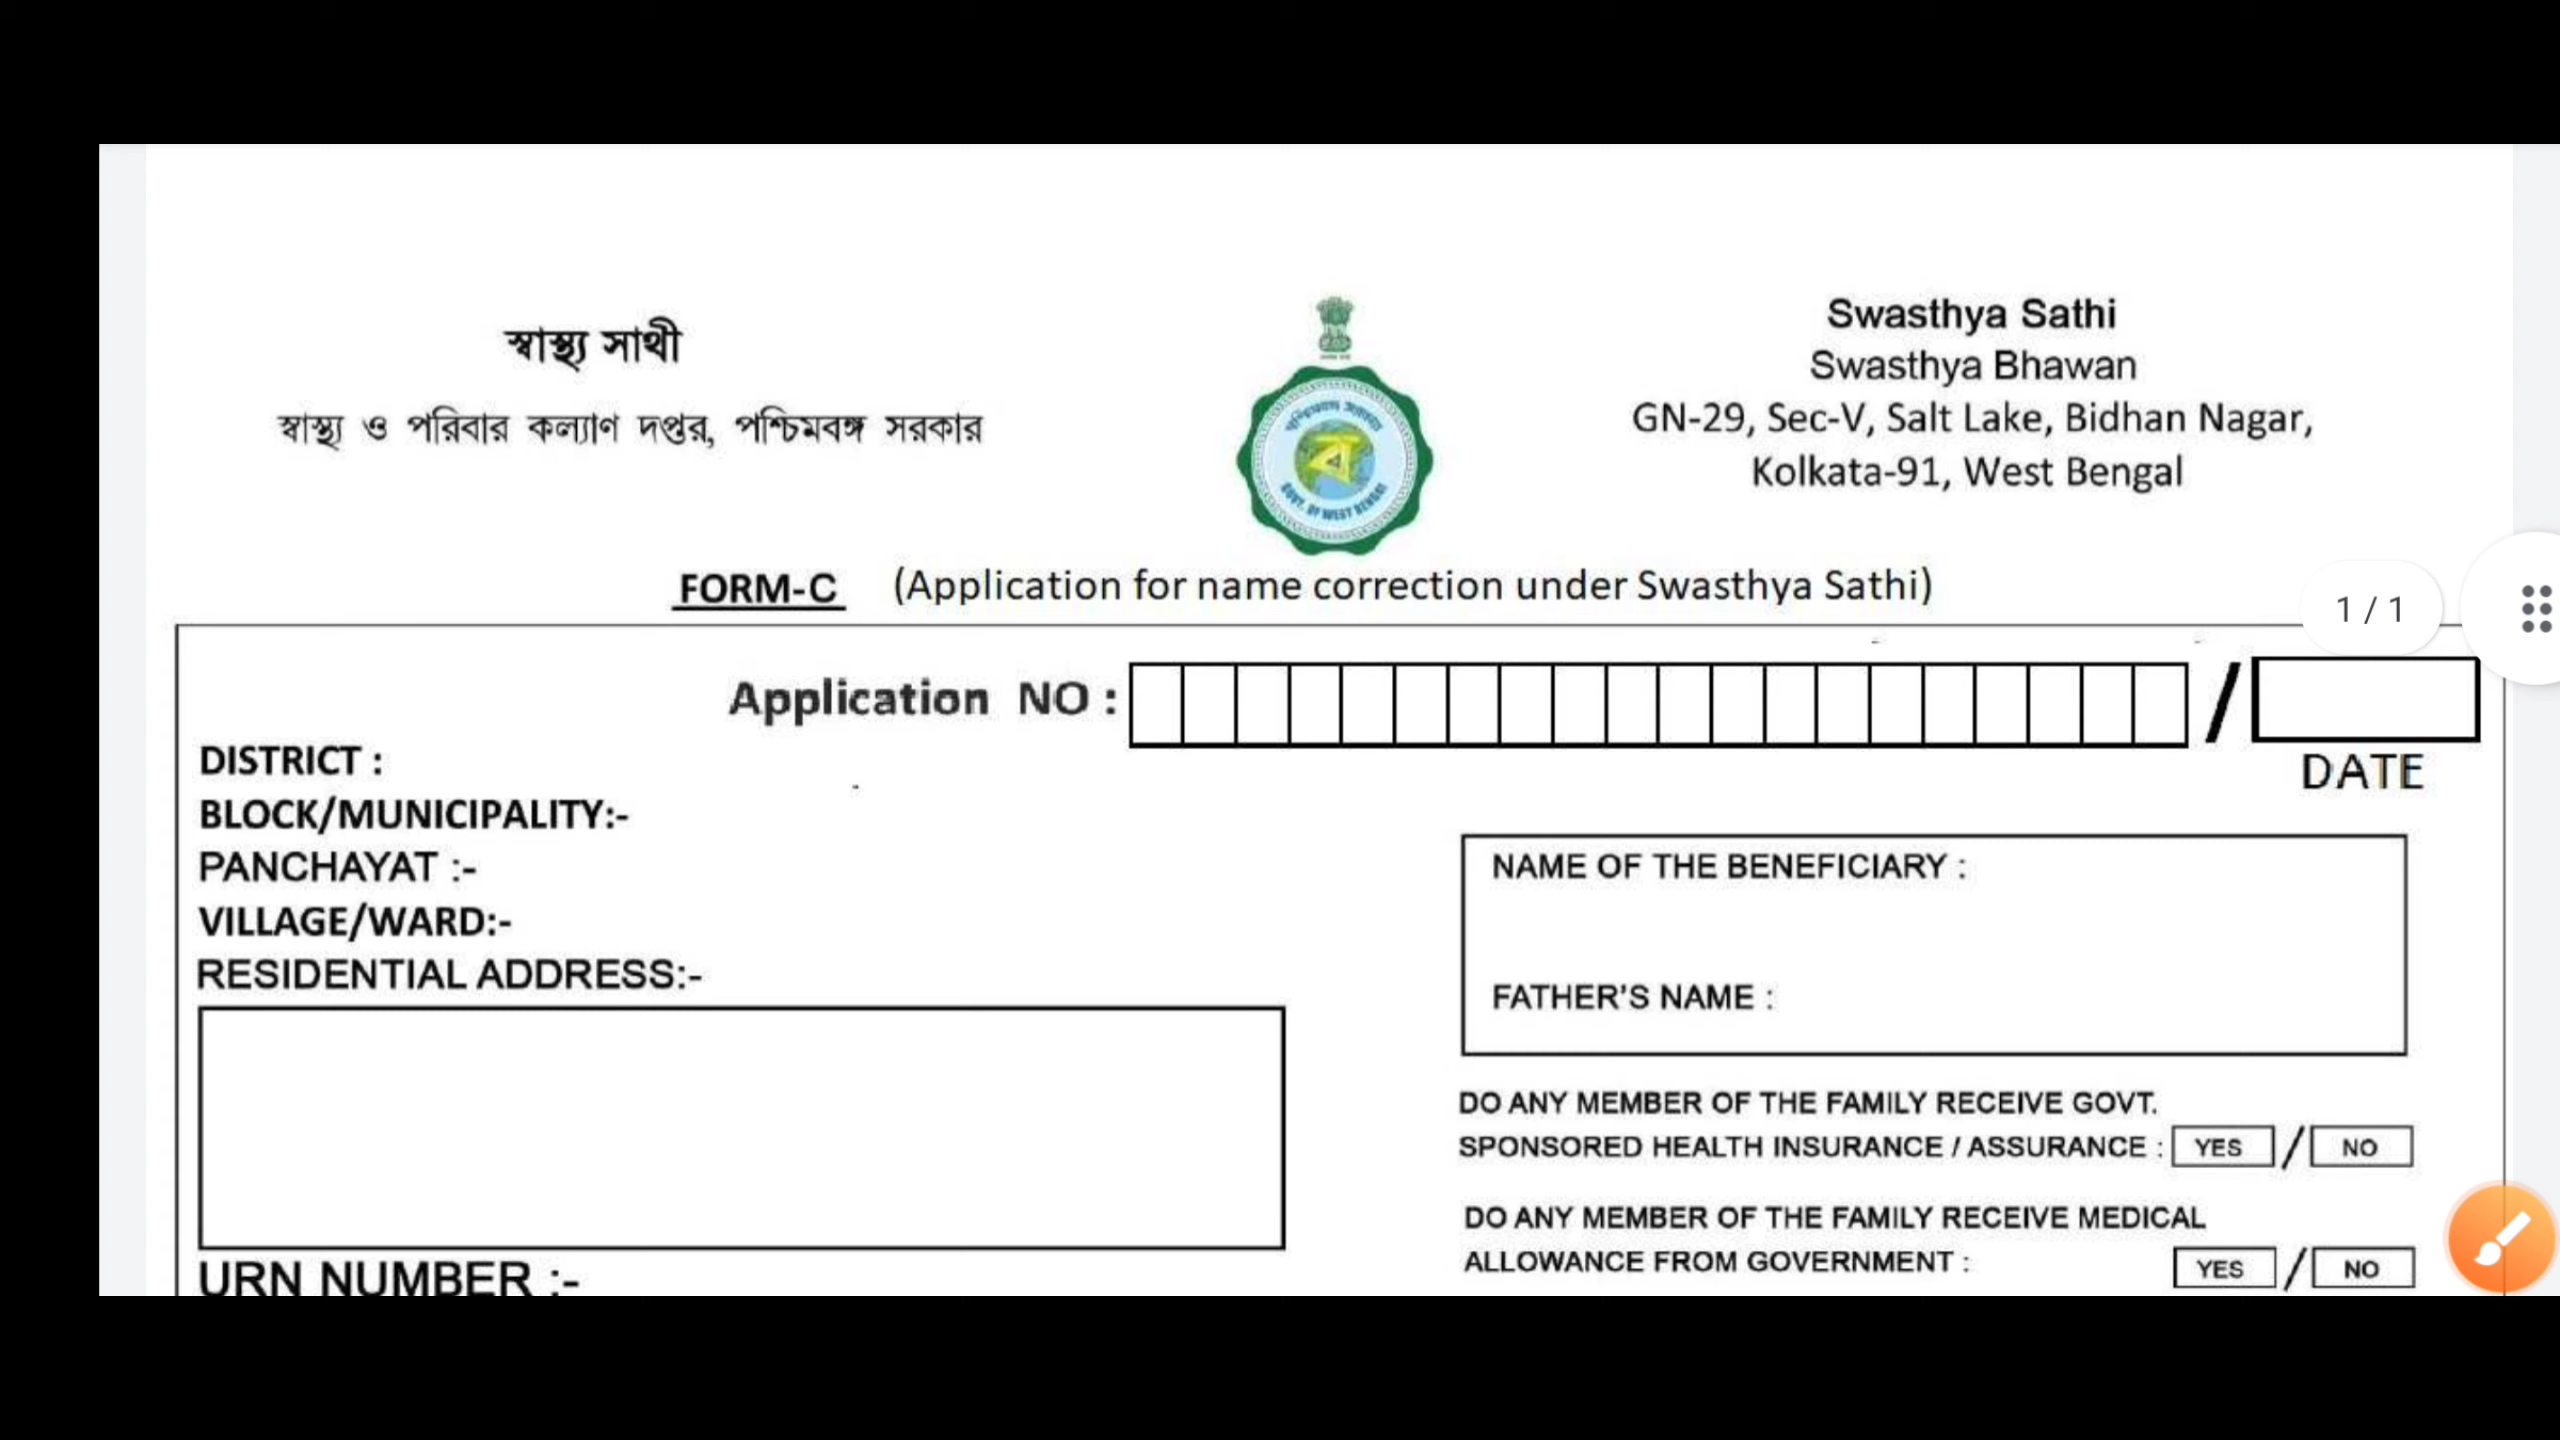 স্বাস্থ্য সাথী
স্বাস্থ্য ও পরিবার কল্যাণ দপ্তর, পশ্চিমবঙ্গ সরকার
GOVT. OF WEST BENGAL
Swasthya Sathi
Swasthya Bhawan
GN-29, Sec-V, Salt Lake, Bidhan Nagar,
Kolkata-91, West Bengal
FORM-C (Application for name correction under Swasthya Sathi)
1 / 1
Application NO : /
DATE
DISTRICT :
BLOCK/MUNICIPALITY:-
PANCHAYAT :-
VILLAGE/WARD:-
RESIDENTIAL ADDRESS:-
URN NUMBER :-
NAME OF THE BENEFICIARY :
FATHER'S NAME :
DO ANY MEMBER OF THE FAMILY RECEIVE GOVT.
SPONSORED HEALTH INSURANCE / ASSURANCE : YES / NO
DO ANY MEMBER OF THE FAMILY RECEIVE MEDICAL
ALLOWANCE FROM GOVERNMENT : YES / NO